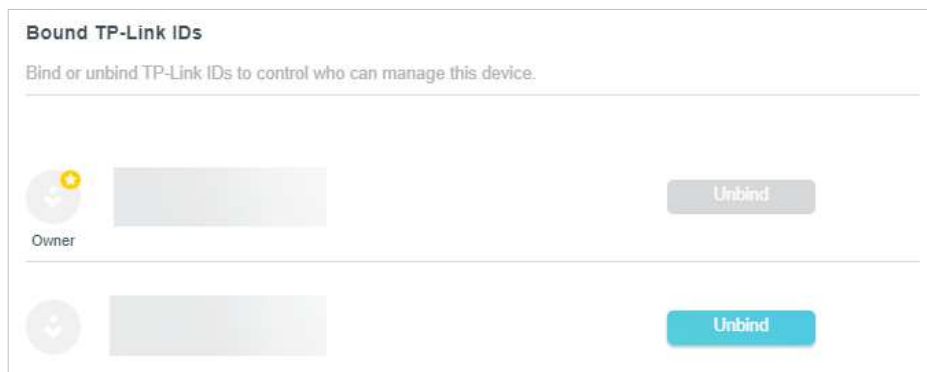 Bound TP-Link IDs
Bind or unbind TP-Link IDs to control who can manage this device.
Unbind
Owner
Unbind